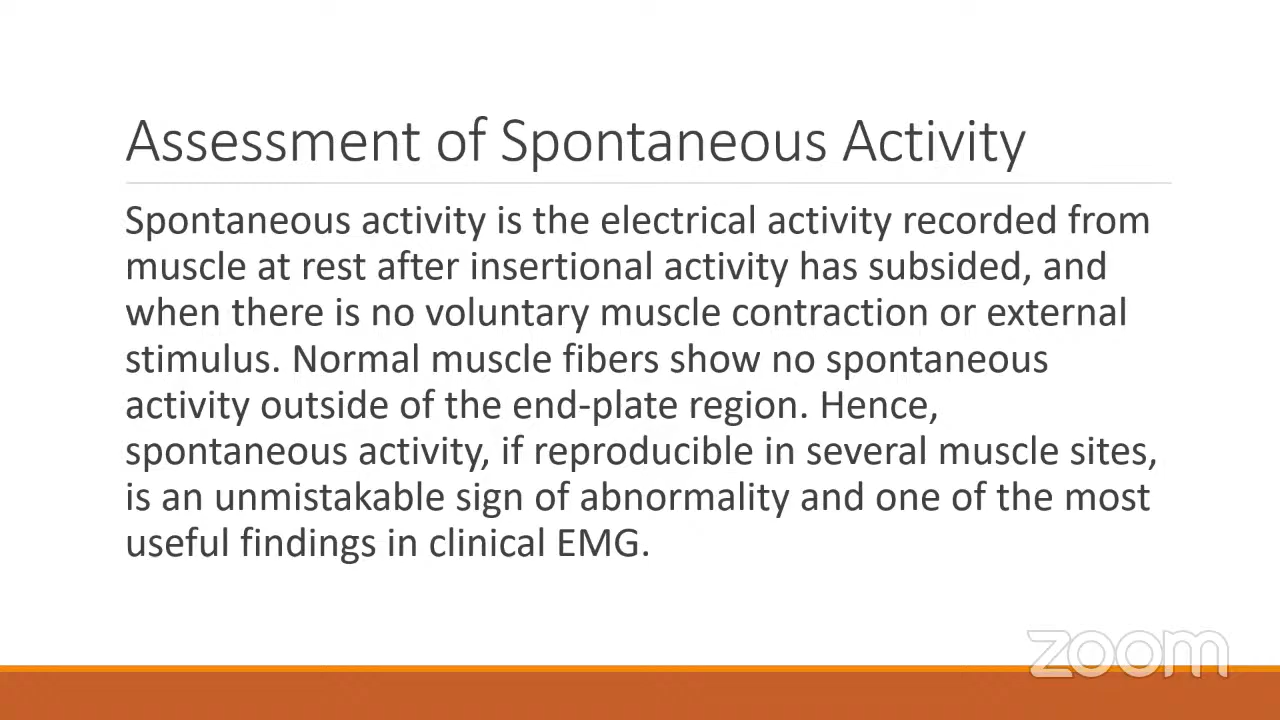 Assessment of Spontaneous Activity
Spontaneous activity is the electrical activity recorded from
muscle at rest after insertional activity has subsided, and
when there is no voluntary muscle contraction or external
stimulus. Normal muscle fibers show no spontaneous
activity outside of the end-plate region. Hence,
spontaneous activity, if reproducible in several muscle sites,
is an unmistakable sign of abnormality and one of the most
useful findings in clinical EMG.
zoom